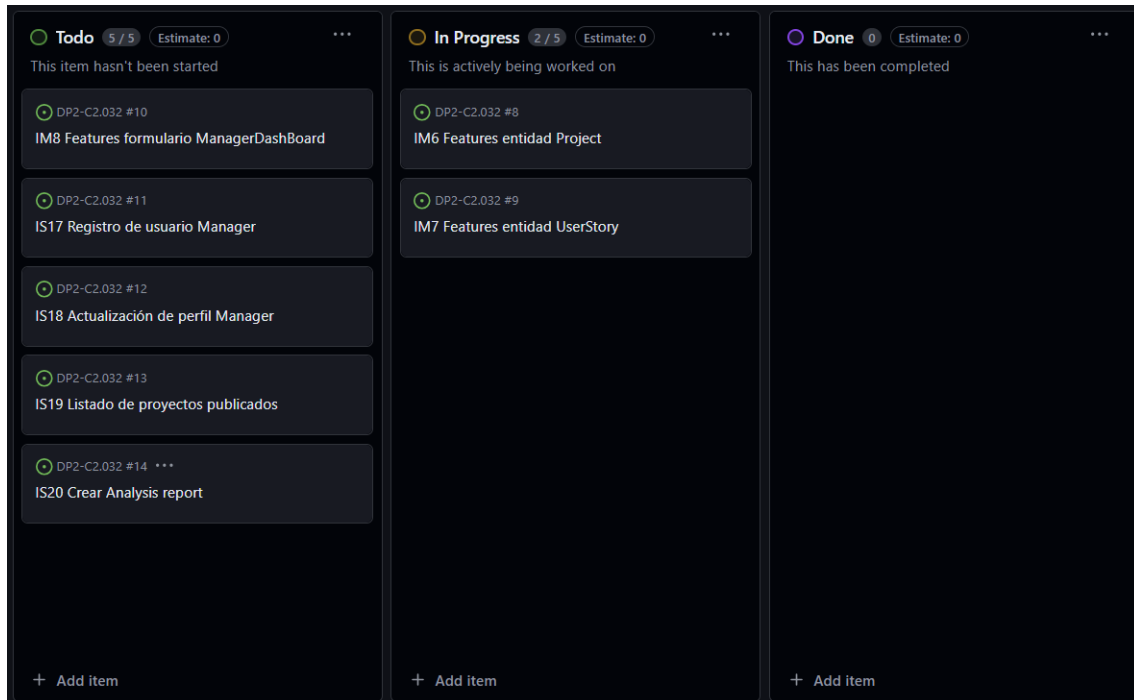 Todo 5 / 5 Estimate: 0 ...
This item hasn't been started
DP2-C2.032 #10
IM8 Features formulario ManagerDashBoard
DP2-C2.032 #11
IS17 Registro de usuario Manager
DP2-C2.032 #12
IS18 Actualización de perfil Manager
DP2-C2.032 #13
IS19 Listado de proyectos publicados
DP2-C2.032 #14 ...
IS20 Crear Analysis report
+ Add item
In Progress 2 / 5 Estimate: 0 ...
This is actively being worked on
DP2-C2.032 #8
IM6 Features entidad Project
DP2-C2.032 #9
IM7 Features entidad UserStory
+ Add item
Done 0 Estimate: 0 ...
This has been completed
+ Add item